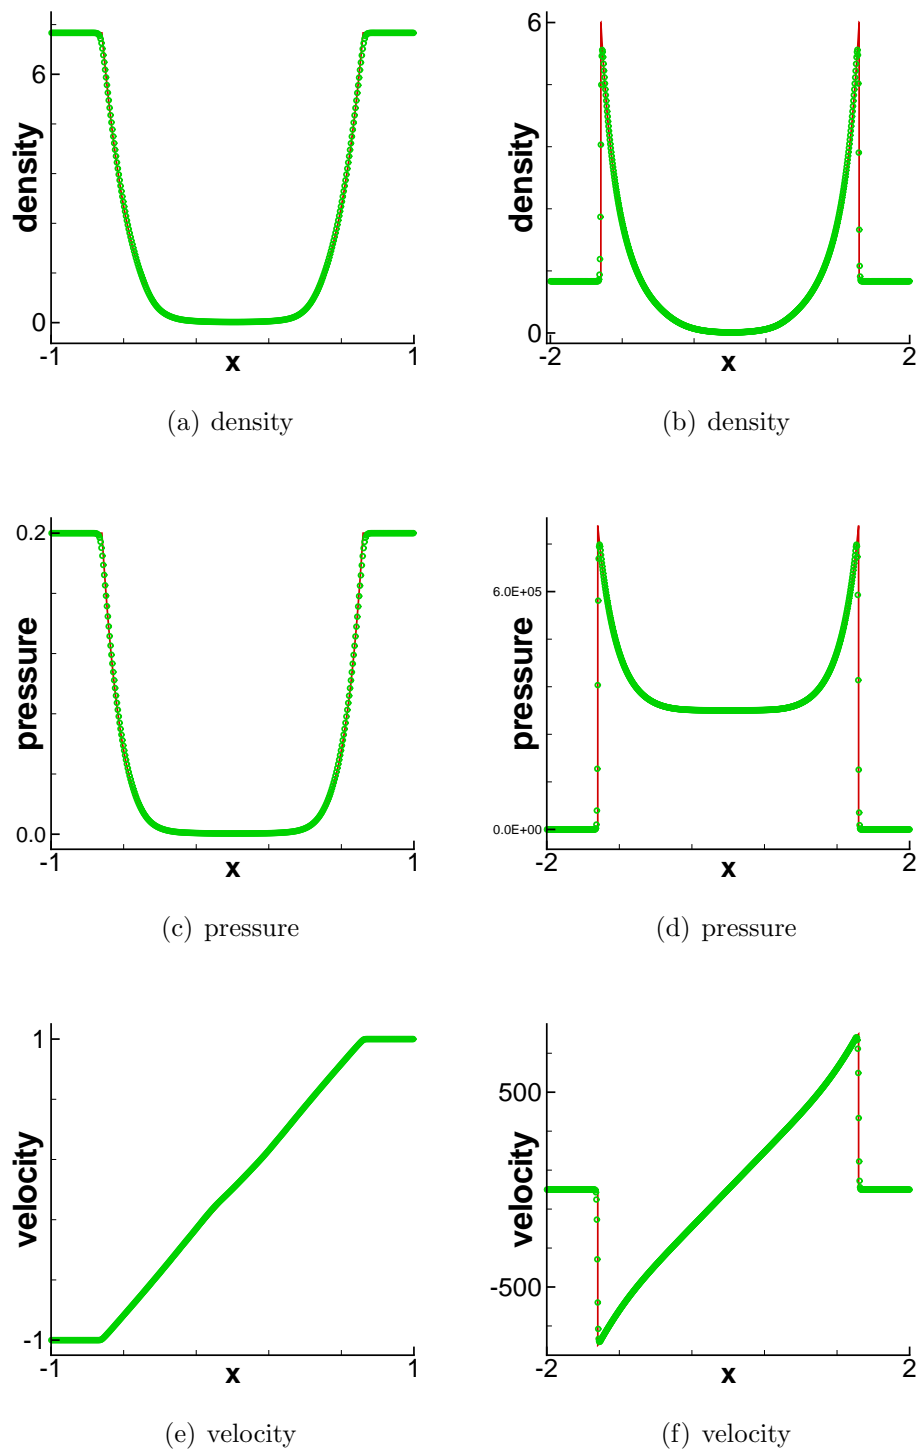 density
6
0
-1
x
1
(a) density
density
6
0
-2
x
2
(b) density
pressure
0.2
0.0
-1
x
1
(c) pressure
pressure
6.0E+05
0.0E+00
-2
x
2
(d) pressure
velocity
1
-1
-1
x
1
(e) velocity
velocity
500
-500
-2
x
2
(f) velocity